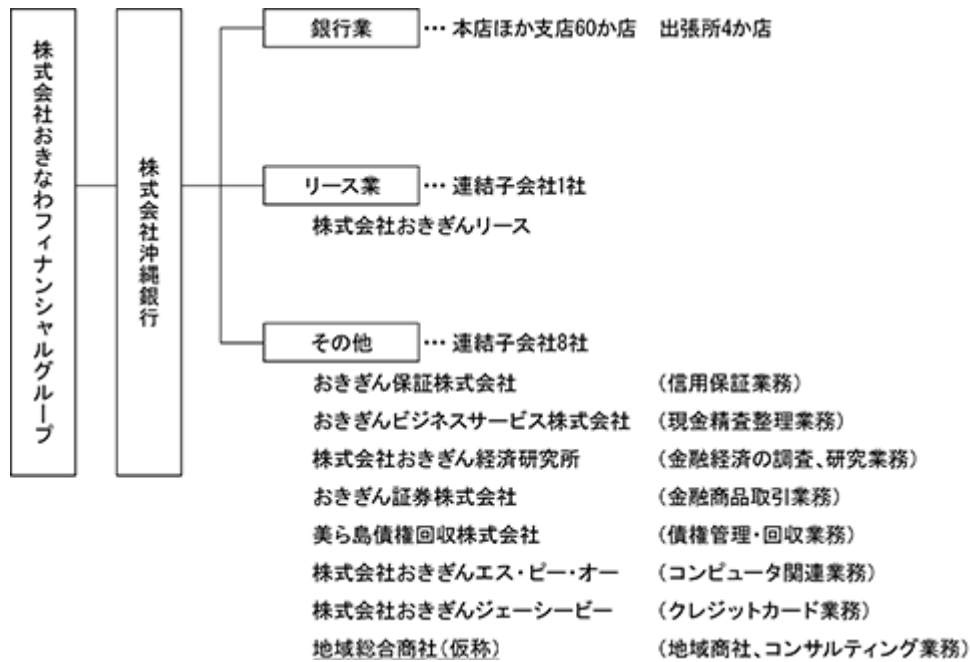 株式会社おきなわフィナンシャルグループ
株式会社沖縄銀行
銀行業 … 本店ほか支店60か店 出張所4か店
リース業 … 連結子会社1社
株式会社おきぎんリース
その他 … 連結子会社8社
おきぎん保証株式会社 (信用保証業務)
おきぎんビジネスサービス株式会社 (現金精査整理業務)
株式会社おきぎん経済研究所 (金融経済の調査、研究業務)
おきぎん証券株式会社 (金融商品取引業務)
美ら島債権回収株式会社 (債権管理・回収業務)
株式会社おきぎんエス・ピー・オー (コンピュータ関連業務)
株式会社おきぎんジェーシービー (クレジットカード業務)
地域総合商社(仮称) (地域商社、コンサルティング業務)